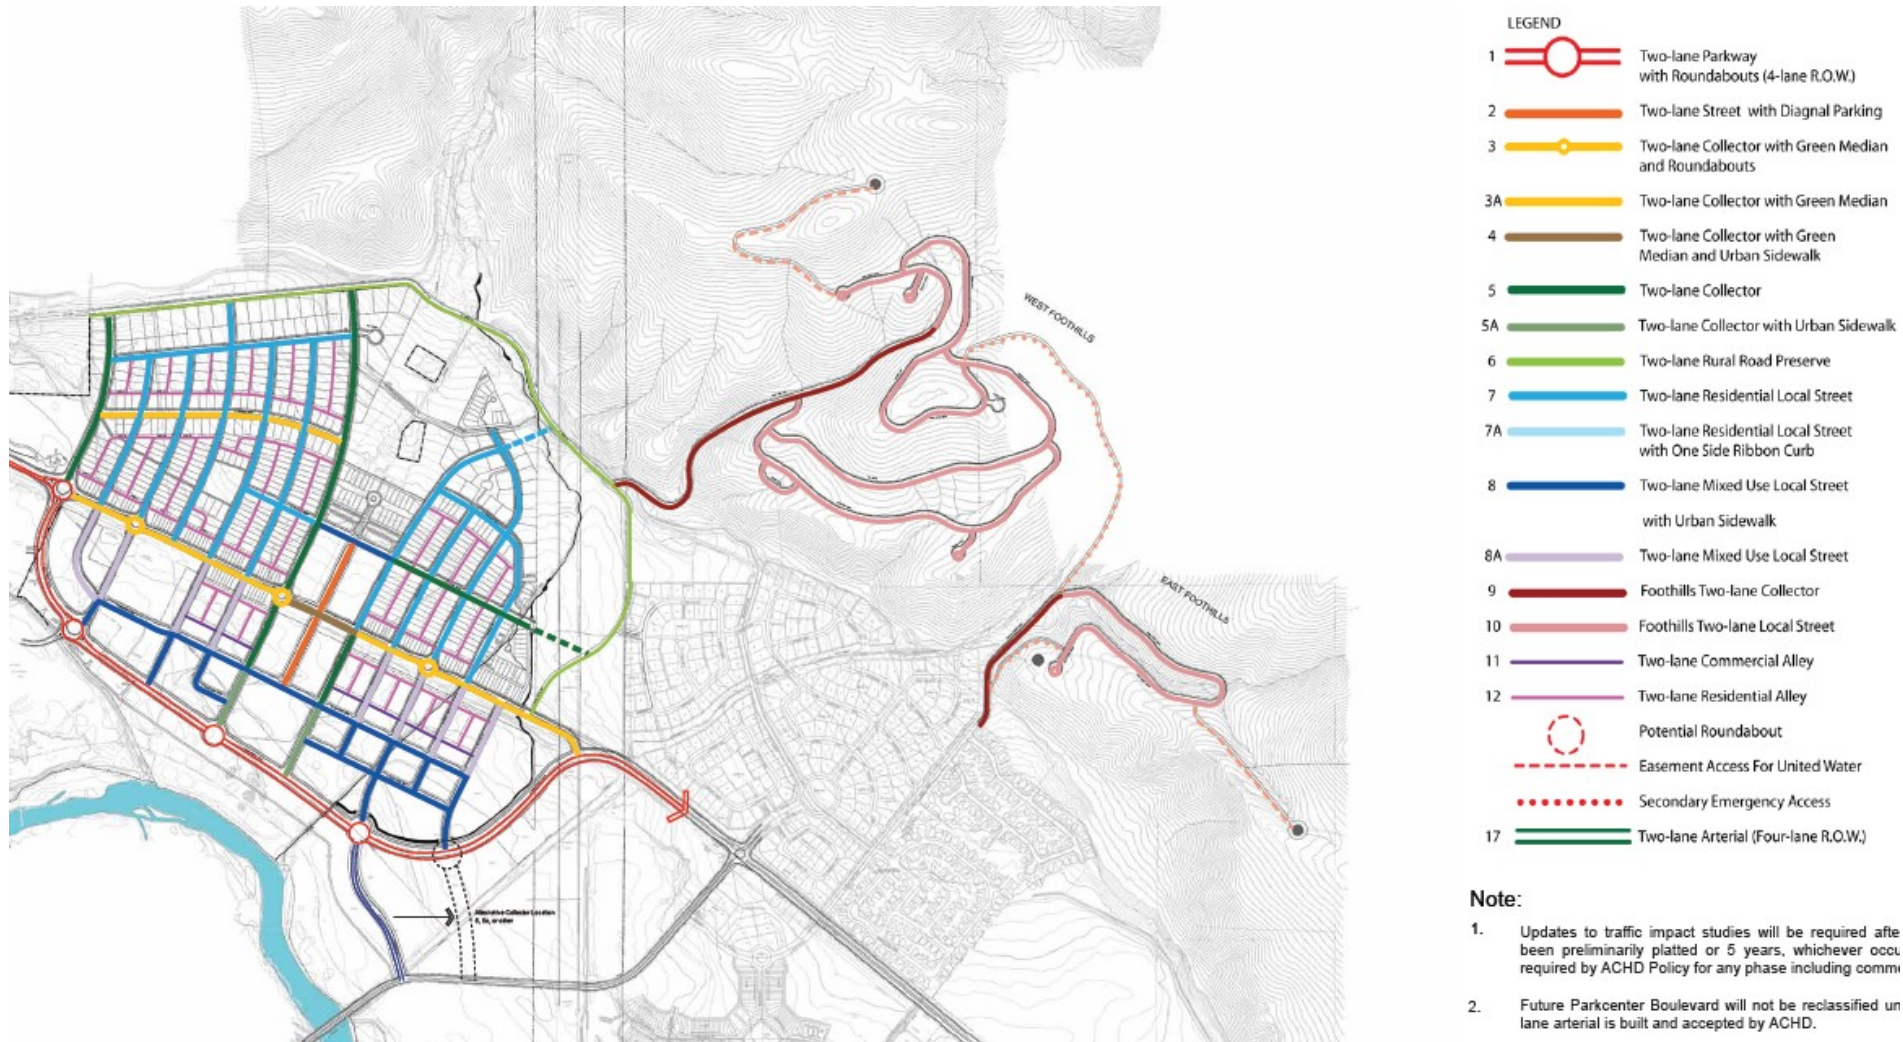 WEST FOOTHILLS
EAST FOOTHILLS
Alternative Collector Location
LEGEND
1 Two-lane Parkway
with Roundabouts (4-lane R.O.W.)
2 Two-lane Street with Diagnal Parking
3 Two-lane Collector with Green Median
and Roundabouts
3A Two-lane Collector with Green Median
4 Two-lane Collector with Green
Median and Urban Sidewalk
5 Two-lane Collector
5A Two-lane Collector with Urban Sidewalk
6 Two-lane Rural Road Preserve
7 Two-lane Residential Local Street
7A Two-lane Residential Local Street
with One Side Ribbon Curb
8 Two-lane Mixed Use Local Street
with Urban Sidewalk
8A Two-lane Mixed Use Local Street
9 Foothills Two-lane Collector
10 Foothills Two-lane Local Street
11 Two-lane Commercial Alley
12 Two-lane Residential Alley
Potential Roundabout
Easement Access For United Water
Secondary Emergency Access
17 Two-lane Arterial (Four-lane R.O.W.)
Note:
1. Updates to traffic impact studies will be required afte
been preliminarily platted or 5 years, whichever occu
required by ACHD Policy for any phase including comme
2. Future Parkcenter Boulevard will not be reclassified un
lane arterial is built and accepted by ACHD.